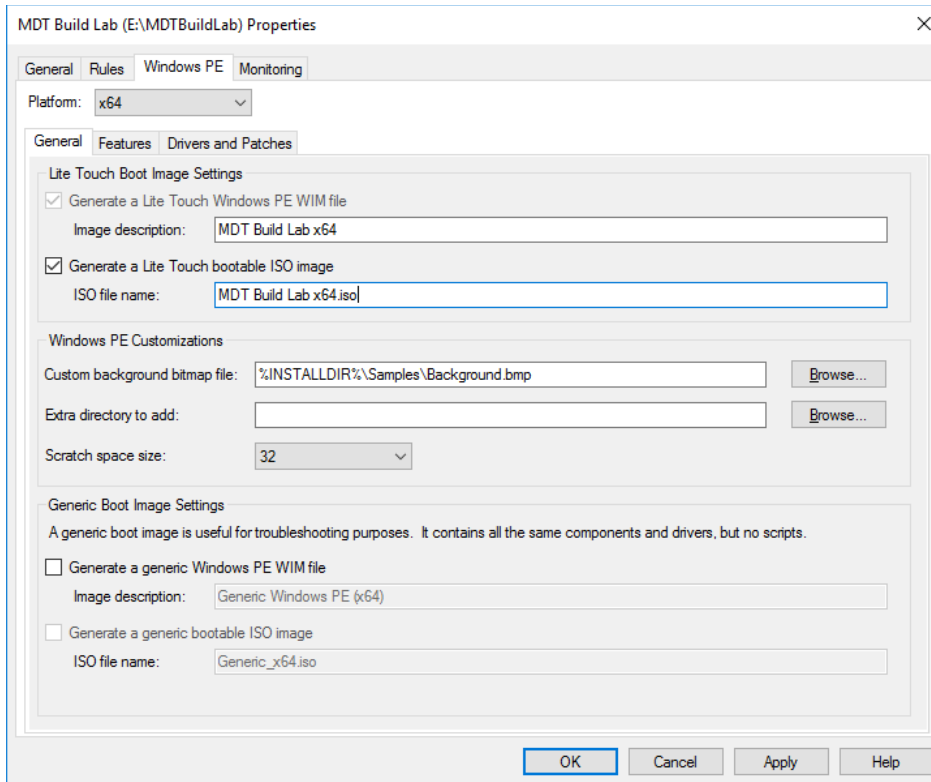 MDT Build Lab (E:\MDTBuildLab) Properties
General Rules Windows PE Monitoring
Platform: x64
General Features Drivers and Patches
Lite Touch Boot Image Settings
Generate a Lite Touch Windows PE WIM file
Image description: MDT Build Lab x64
Generate a Lite Touch bootable ISO image
ISO file name: MDT Build Lab x64.iso
Windows PE Customizations
Custom background bitmap file: %INSTALLDIR%\Samples\Background.bmp Browse...
Extra directory to add: Browse...
Scratch space size: 32
Generic Boot Image Settings
A generic boot image is useful for troubleshooting purposes. It contains all the same components and drivers, but no scripts.
Generate a generic Windows PE WIM file
Image description: Generic Windows PE (x64)
Generate a generic bootable ISO image
ISO file name: Generic_x64.iso
OK Cancel Apply Help